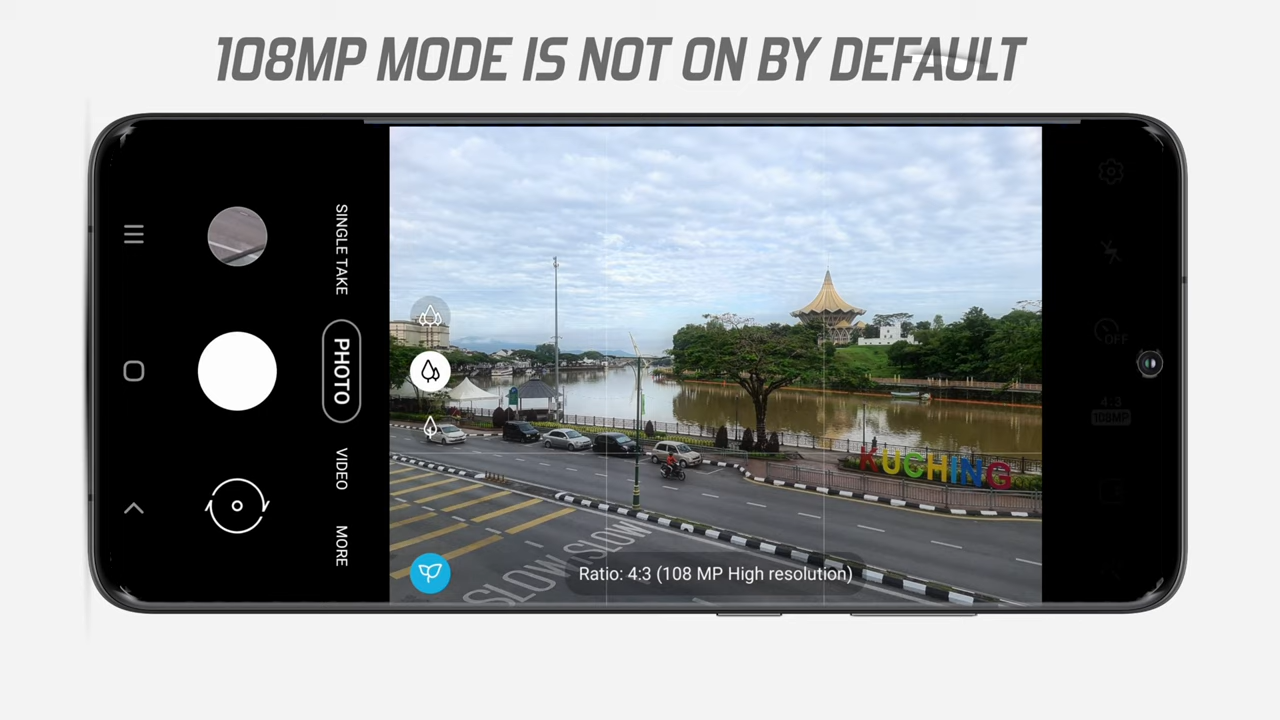 108MP MODE IS NOT ON BY DEFAULT
SINGLE TAKE
PHOTO
VIDEO
MORE
OFF
4:3
108MP
KUCHING
SLOW SLOW
Ratio: 4:3 (108 MP High resolution)